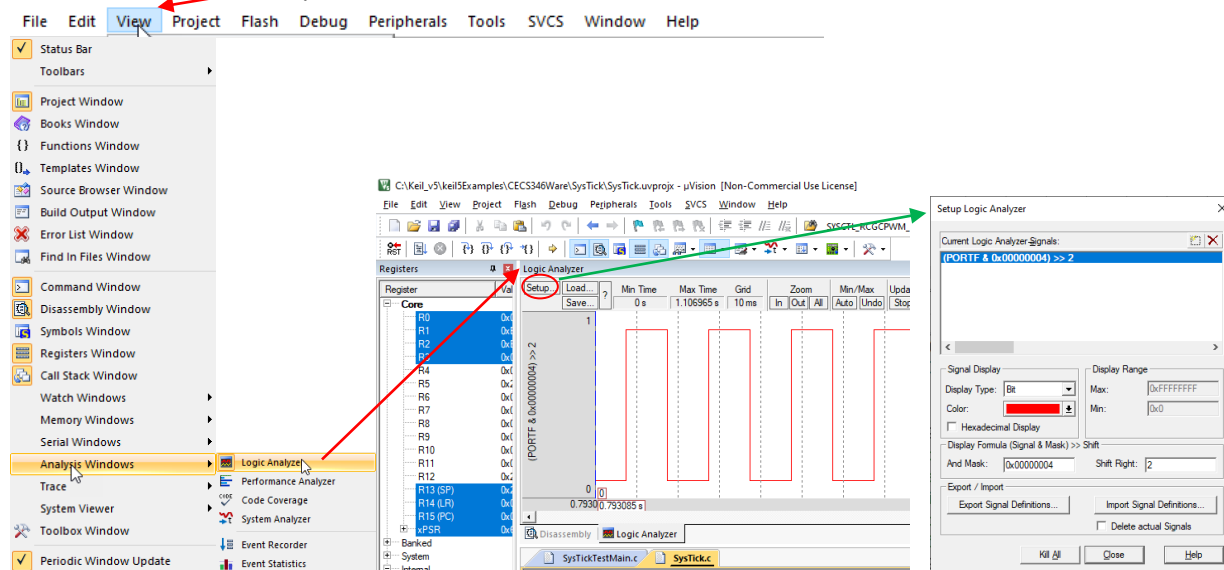 File Edit View Project Flash Debug Peripherals Tools SVCS Window Help
Status Bar
Toolbars
Project Window
Books Window
Functions Window
Templates Window
Source Browser Window
Build Output Window
Error List Window
Find In Files Window
Command Window
Disassembly Window
Symbols Window
Registers Window
Call Stack Window
Watch Windows
Memory Windows
Serial Windows
Analysis Windows
Trace
System Viewer
Toolbox Window
Periodic Window Update
Logic Analyzer
Performance Analyzer
Code Coverage
System Analyzer
Event Recorder
Event Statistics
C:\Keil_v5\keil5Examples\CECS346Ware\SysTick\SysTick.uvprojx - µVision [Non-Commercial Use License]
File Edit View Project Flash Debug Peripherals Tools SVCS Window Help
SYSCTL_RCGCPWM_
RST
Registers
Register
Core
R0
R1
R2
R3
R4
R5
R6
R7
R8
R9
R10
R11
R12
R13 (SP)
R14 (LR)
R15 (PC)
xPSR
Banked
System
Logic Analyzer
Setup... Load... ? Min Time Max Time Grid Zoom Min/Max
Save... 0 s 1.106965 s 10 ms In Out All Auto Undo Stop
1
(PORTF & 0x00000004) >> 2
0
0
0.7930 0.793085 s
Disassembly Logic Analyzer
SysTickTestMain.c SysTick.c
Setup Logic Analyzer
Current Logic Analyzer Signals:
(PORTF & 0x00000004) >> 2
Signal Display
Display Type: Bit
Color:
Hexadecimal Display
Display Range
Max: 0xFFFFFFFF
Min: 0x0
Display Formula (Signal & Mask) >> Shift
And Mask: 0x00000004 Shift Right: 2
Export / Import
Export Signal Definitions... Import Signal Definitions...
Delete actual Signals
Kill All Close Help